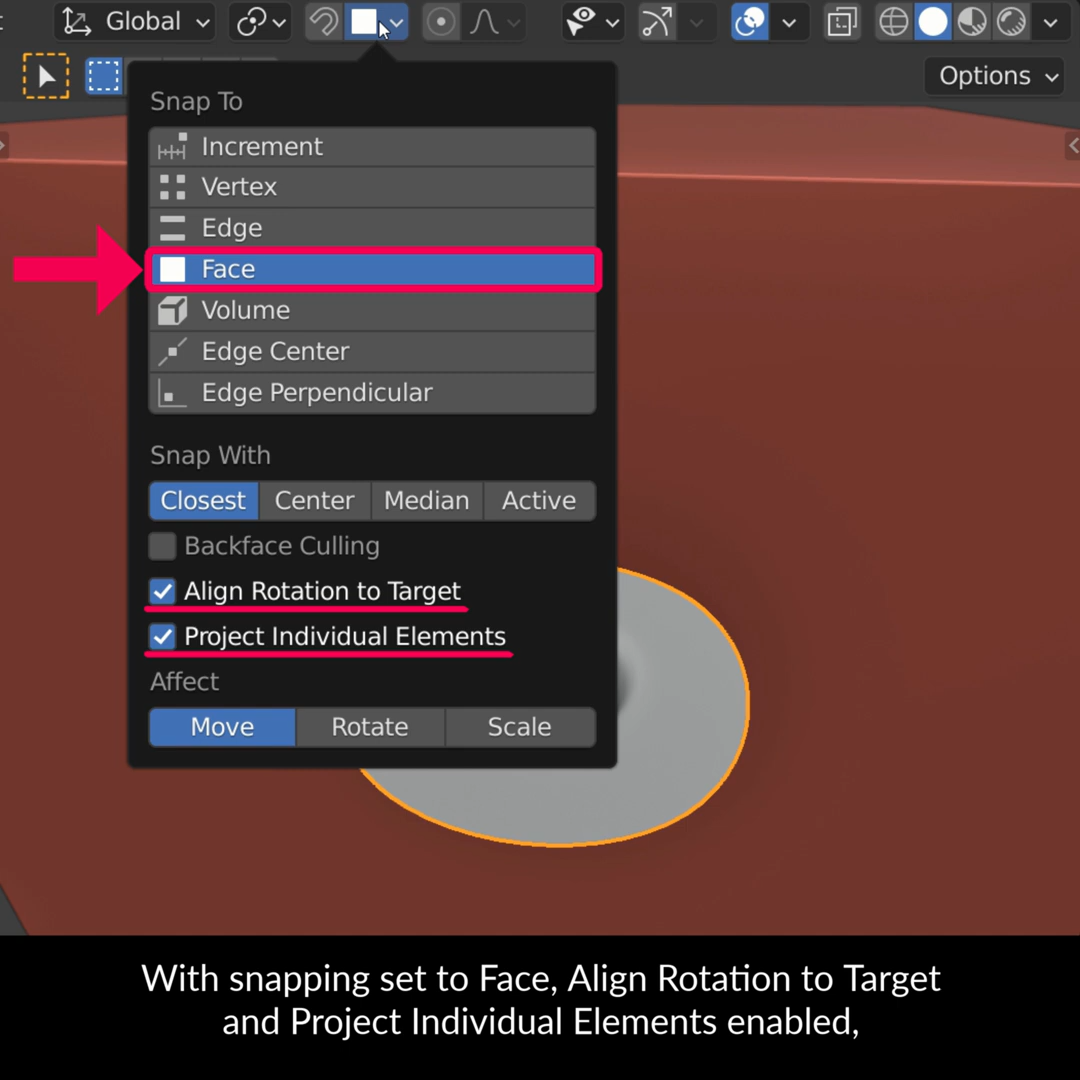 Global
Options
Snap To
Increment
Vertex
Edge
Face
Volume
Edge Center
Edge Perpendicular
Snap With
Closest Center Median Active
Backface Culling
Align Rotation to Target
Project Individual Elements
Affect
Move Rotate Scale
With snapping set to Face, Align Rotation to Target
and Project Individual Elements enabled,